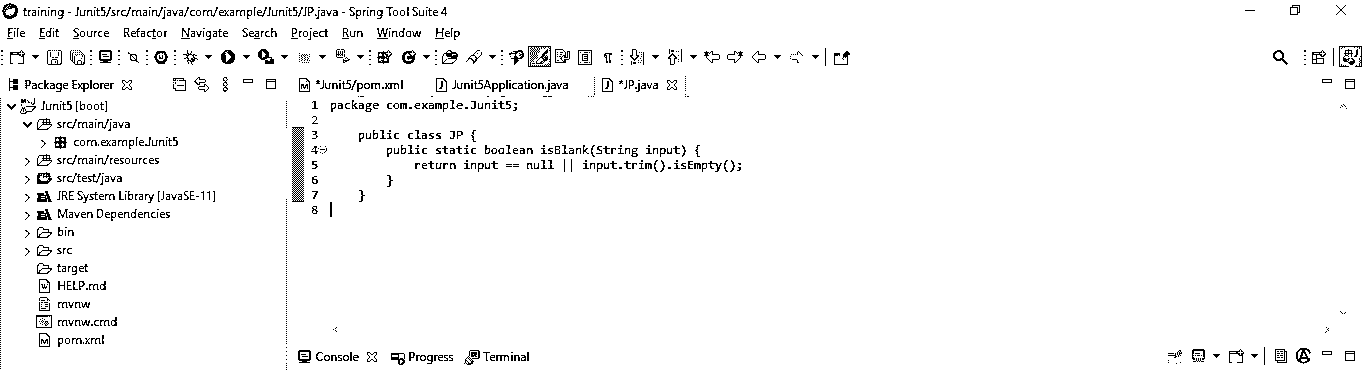 training - Junit5/src/main/java/com/example/Junit5/JP.java - Spring Tool Suite 4
File Edit Source Refactor Navigate Search Project Run Window Help
Package Explorer
*Junit5/pom.xml
Junit5Application.java
*JP.java
Junit5 [boot]
src/main/java
com.example.Junit5
src/main/resources
src/test/java
JRE System Library [JavaSE-11]
Maven Dependencies
bin
src
target
HELP.md
mvnw
mvnw.cmd
pom.xml
1 package com.example.Junit5;
2
3 public class JP {
4 public static boolean isBlank(String input) {
5 return input == null || input.trim().isEmpty();
6 }
7 }
8
Console Progress Terminal